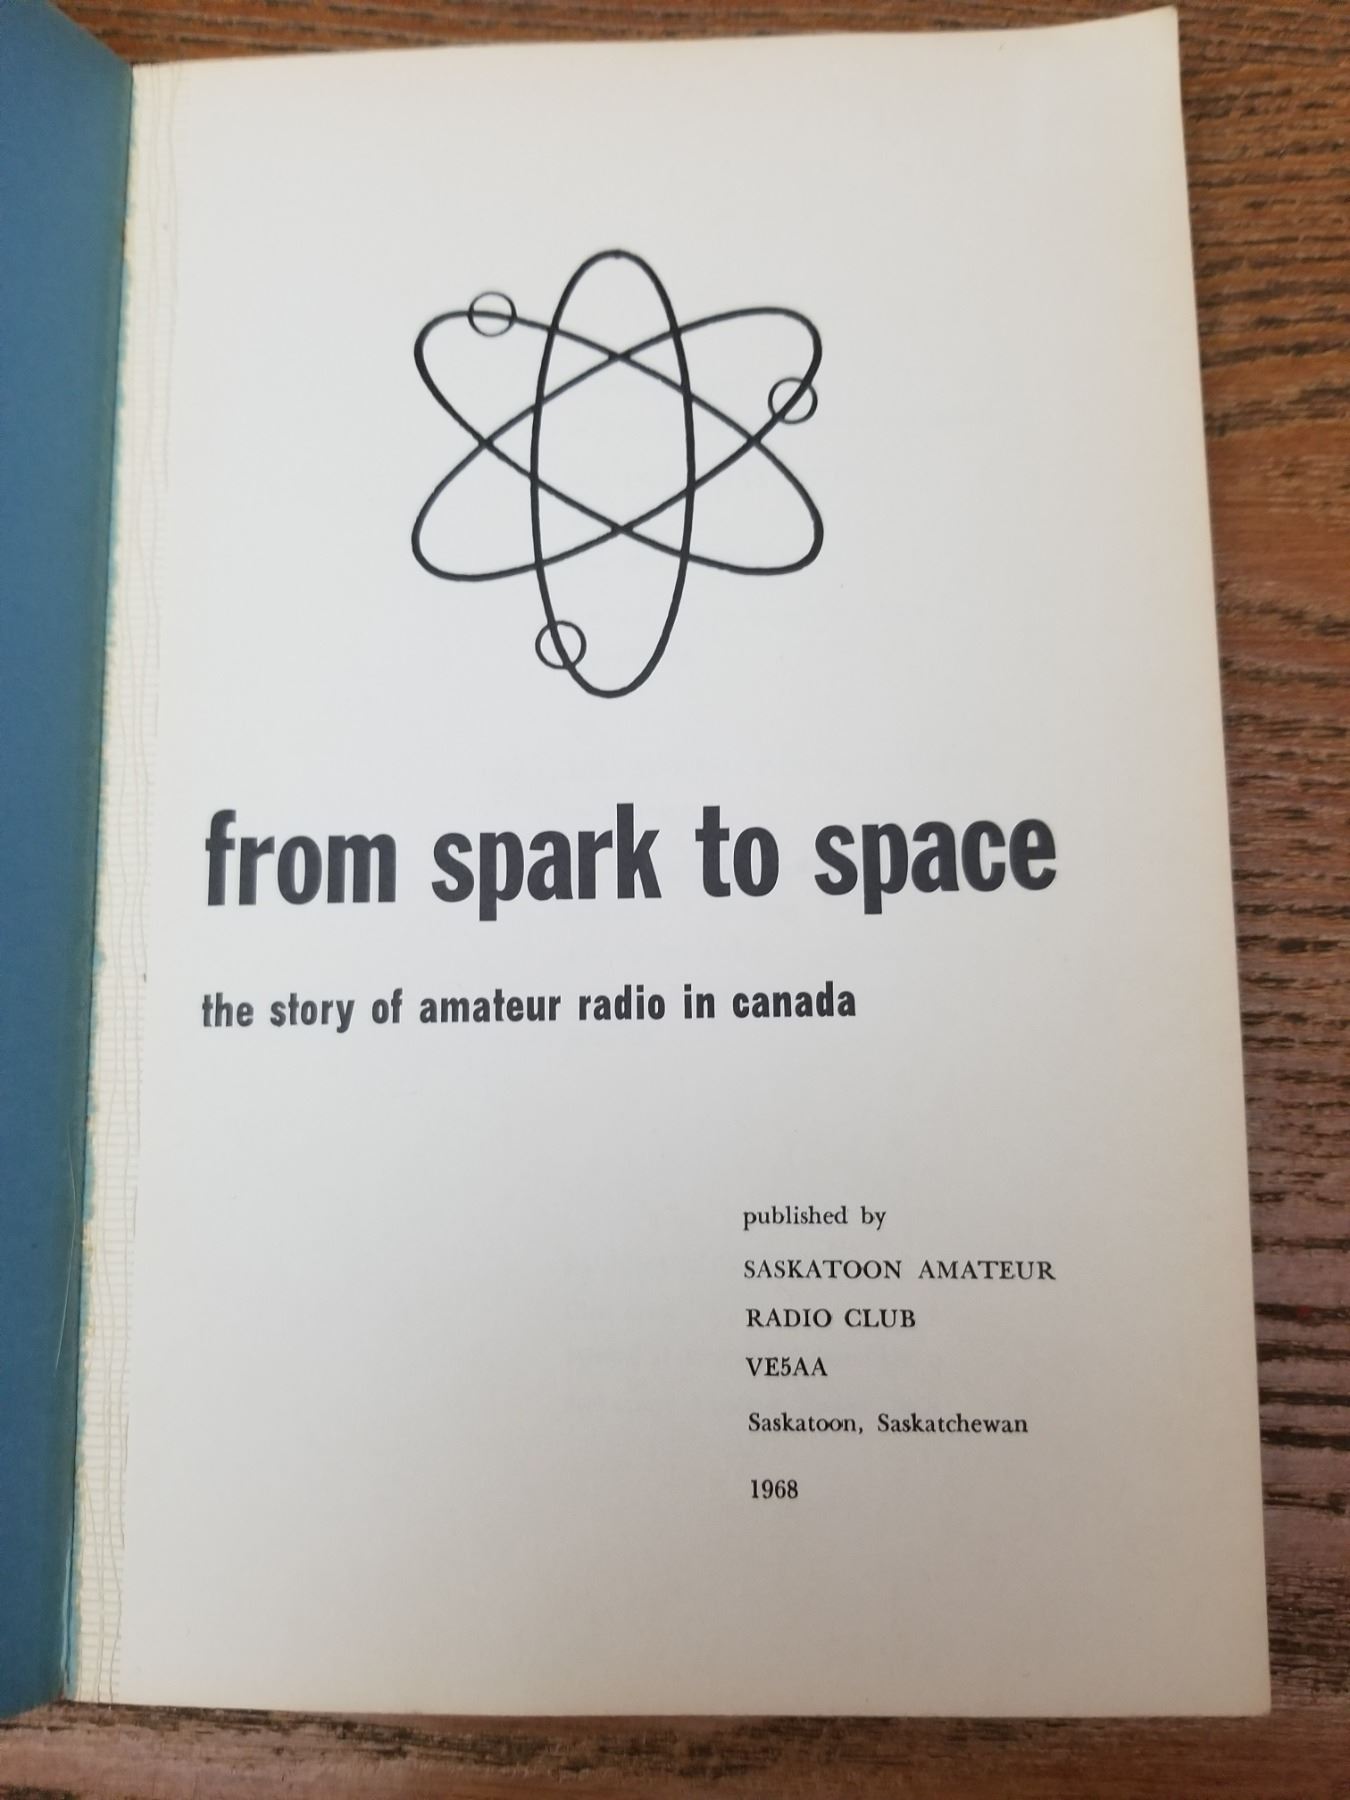 from spark to space
the story of amateur radio in canada
published by
SASKATOON AMATEUR
RADIO CLUB
VE5AA
Saskatoon, Saskatchewan
1968